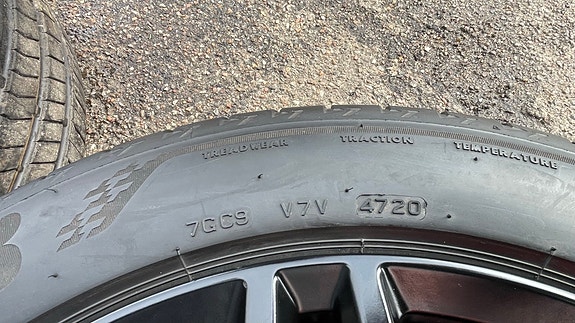 TREADWEAR TRACTION TEMPERATURE
7GC9 V7V 4720